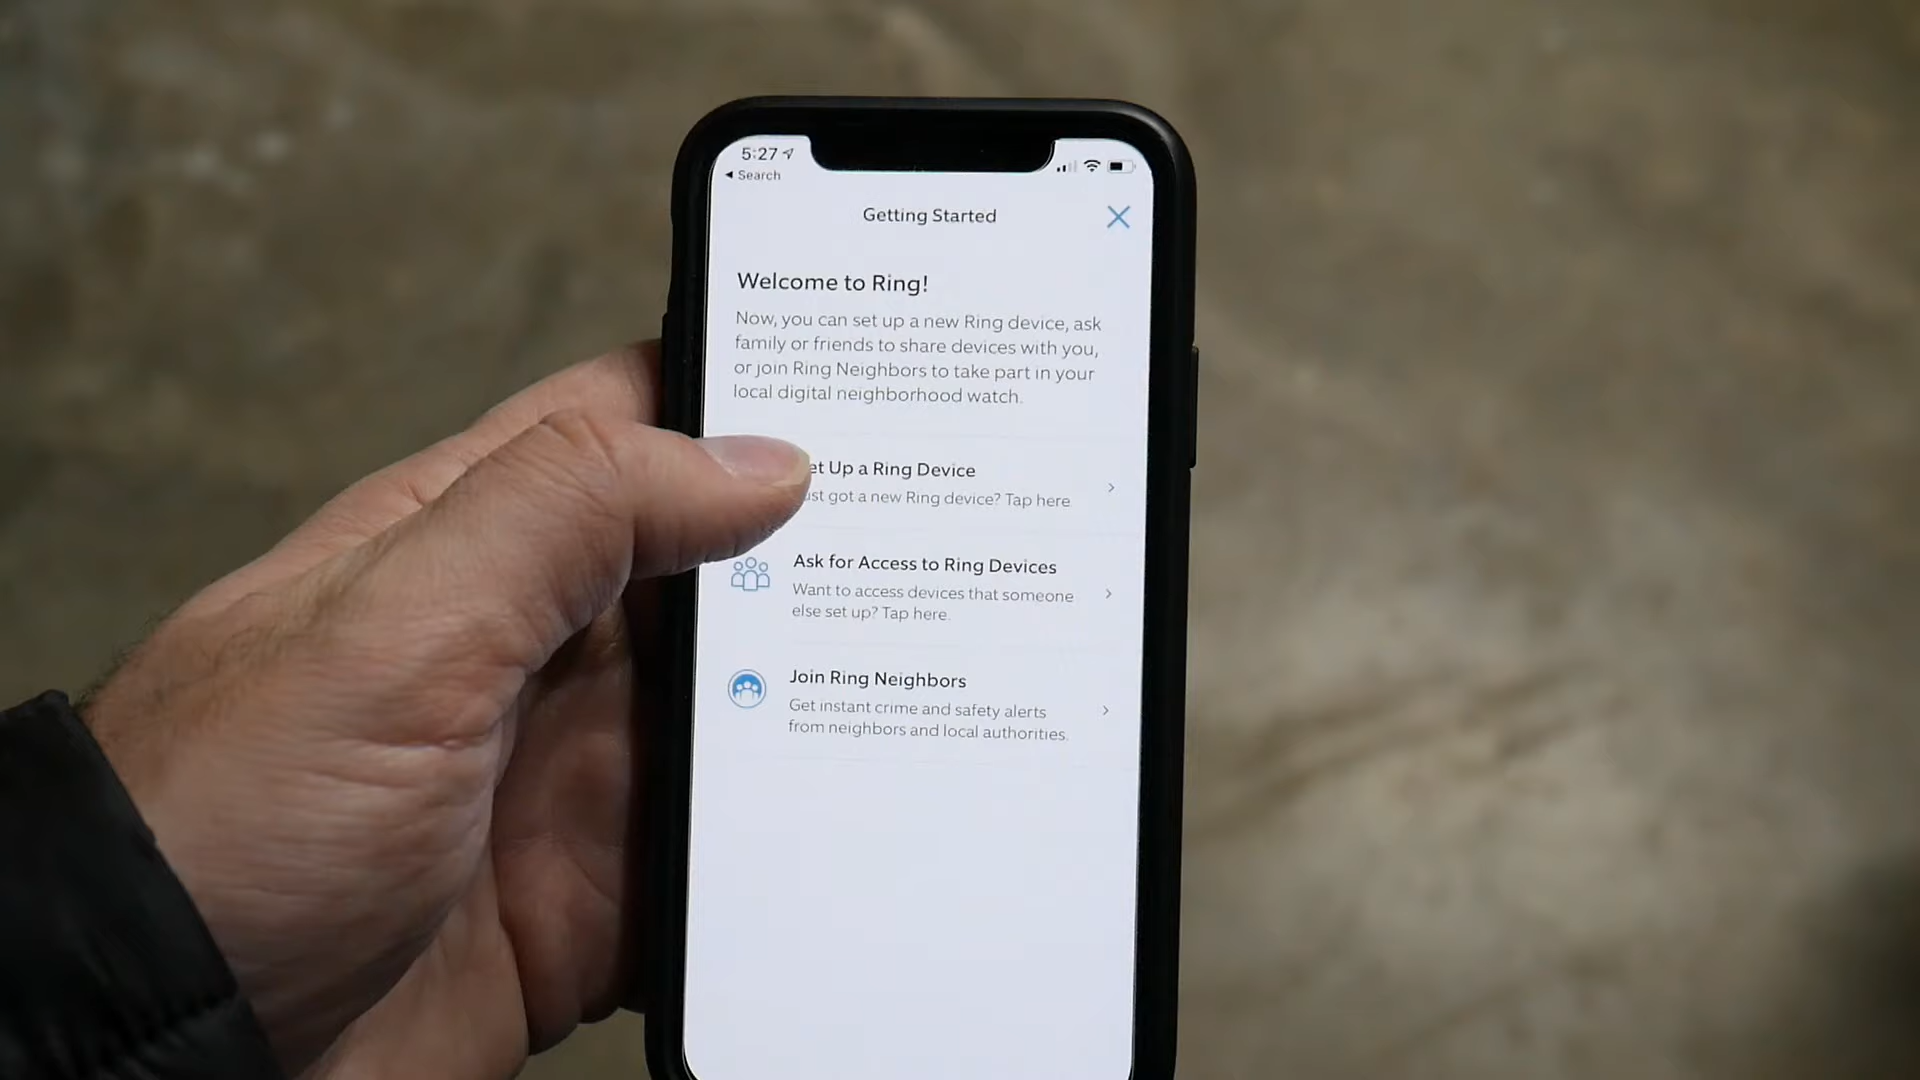 5:27
Search
Getting Started
Welcome to Ring!
Now, you can set up a new Ring device, ask
family or friends to share devices with you,
or join Ring Neighbors to take part in your
local digital neighborhood watch.
et Up a Ring Device
ust got a new Ring device? Tap here
Ask for Access to Ring Devices
Want to access devices that someone
else set up? Tap here.
Join Ring Neighbors
Get instant crime and safety alerts
from neighbors and local authorities.